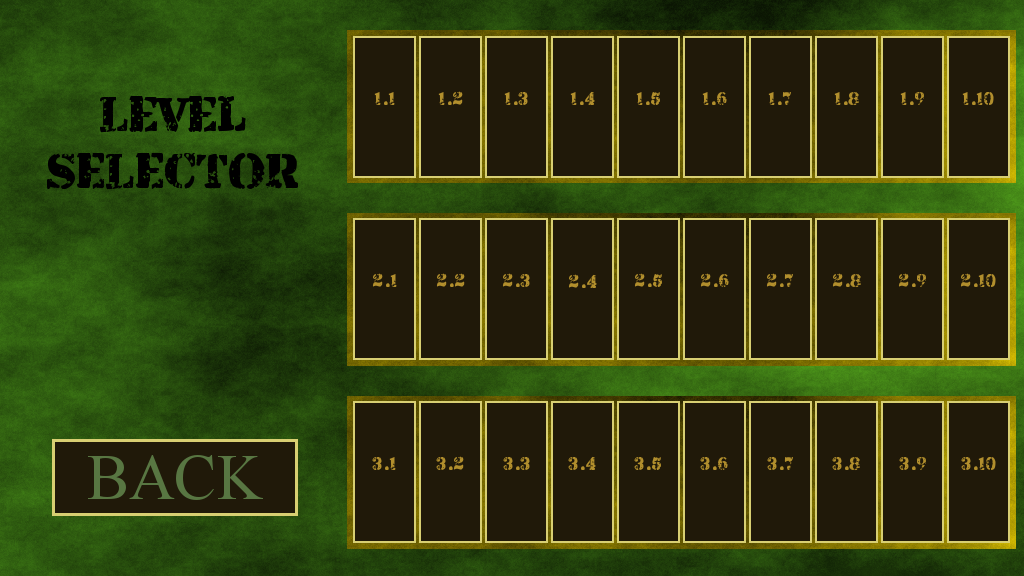 LEVEL
SELECTOR
1.1 1.2 1.3 1.4 1.5 1.6 1.7 1.8 1.9 1.10
2.1 2.2 2.3 2.4 2.5 2.6 2.7 2.8 2.9 2.10
3.1 3.2 3.3 3.4 3.5 3.6 3.7 3.8 3.9 3.10
BACK